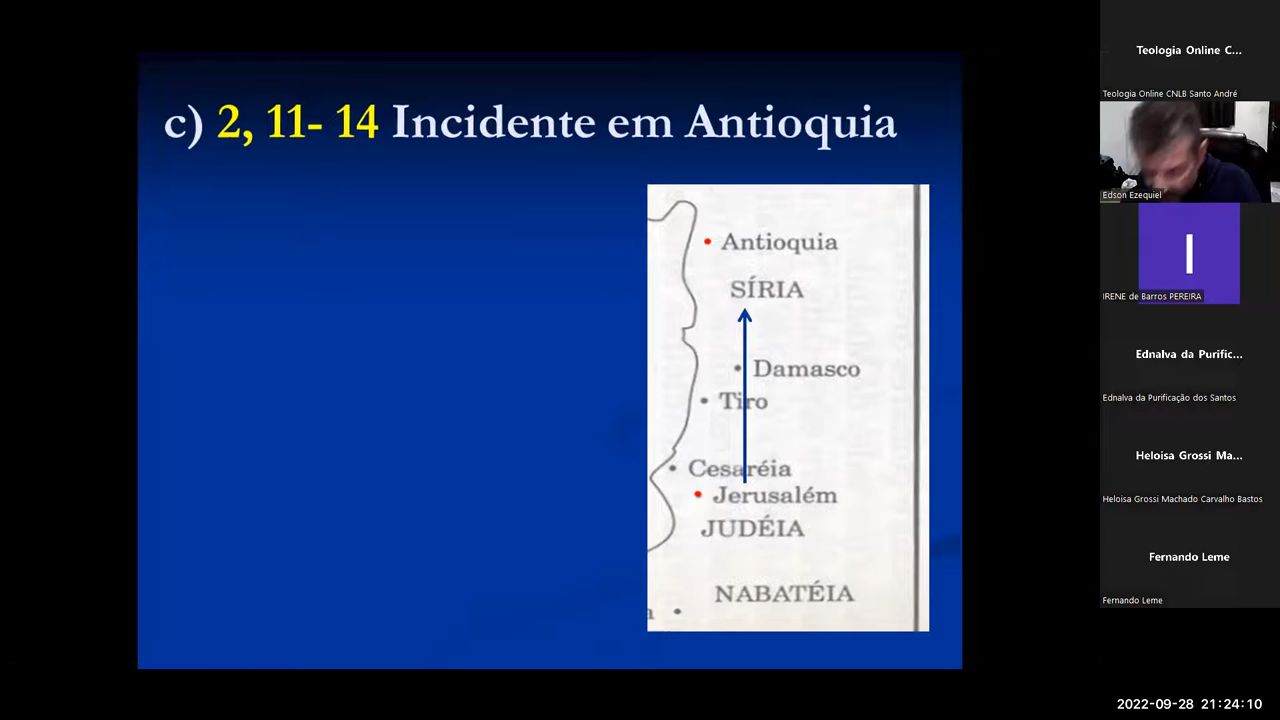 c) 2, 11- 14 Incidente em Antioquia
Antioquia
SÍRIA
Damasco
Tiro
Cesaréia
Jerusalém
JUDÉIA
NABATÉIA
a
Teologia Online C...
Teologia Online CNLB Santo André
Edson Ezequiel
I
IRENE de Barros PEREIRA
Ednalva da Purific...
Ednalva da Purificação dos Santos
Heloisa Grossi Ma...
Heloisa Grossi Machado Carvalho Bastos
Fernando Leme
Fernando Leme
2022-09-28 21:24:10